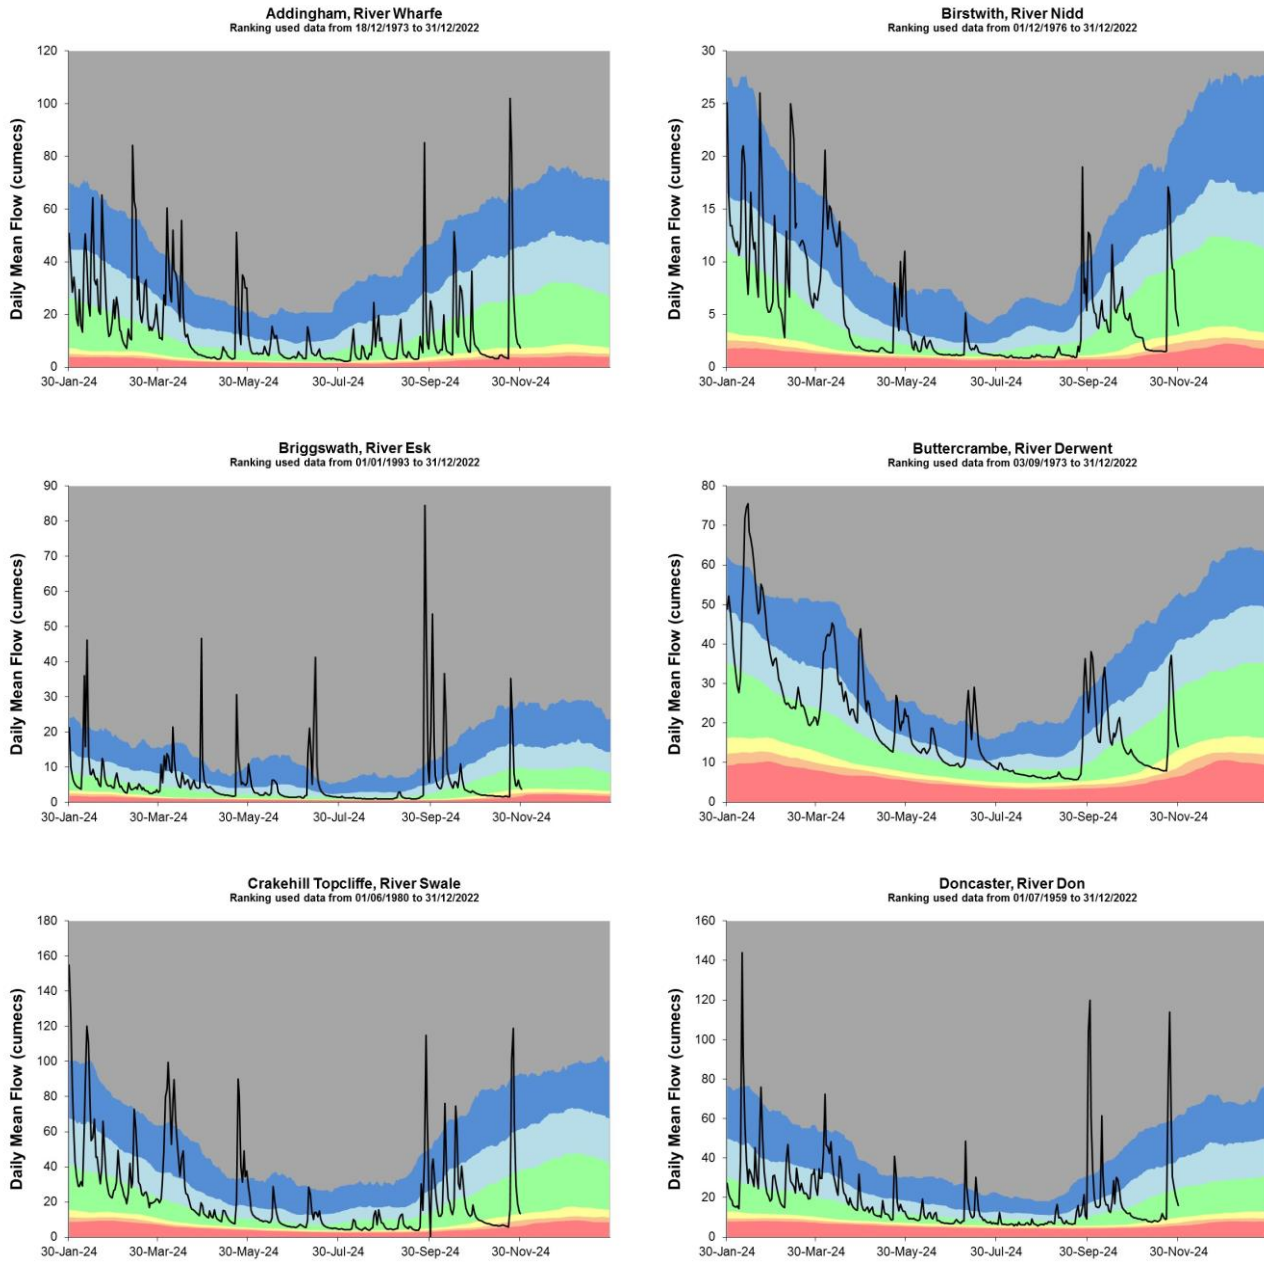 Addingham, River Wharfe
Ranking used data from 18/12/1973 to 31/12/2022
Daily Mean Flow (cumecs)
120
100
80
60
40
20
0
30-Jan-24 30-Mar-24 30-May-24 30-Jul-24 30-Sep-24 30-Nov-24
Birstwith, River Nidd
Ranking used data from 01/12/1976 to 31/12/2022
Daily Mean Flow (cumecs)
30
25
20
15
10
5
0
30-Jan-24 30-Mar-24 30-May-24 30-Jul-24 30-Sep-24 30-Nov-24
Briggswath, River Esk
Ranking used data from 01/01/1993 to 31/12/2022
Daily Mean Flow (cumecs)
90
80
70
60
50
40
30
20
10
0
30-Jan-24 30-Mar-24 30-May-24 30-Jul-24 30-Sep-24 30-Nov-24
Buttercrambe, River Derwent
Ranking used data from 03/09/1973 to 31/12/2022
Daily Mean Flow (cumecs)
80
70
60
50
40
30
20
10
0
30-Jan-24 30-Mar-24 30-May-24 30-Jul-24 30-Sep-24 30-Nov-24
Crakehill Topcliffe, River Swale
Ranking used data from 01/06/1980 to 31/12/2022
Daily Mean Flow (cumecs)
180
160
140
120
100
80
60
40
20
0
30-Jan-24 30-Mar-24 30-May-24 30-Jul-24 30-Sep-24 30-Nov-24
Doncaster, River Don
Ranking used data from 01/07/1959 to 31/12/2022
Daily Mean Flow (cumecs)
160
140
120
100
80
60
40
20
0
30-Jan-24 30-Mar-24 30-May-24 30-Jul-24 30-Sep-24 30-Nov-24